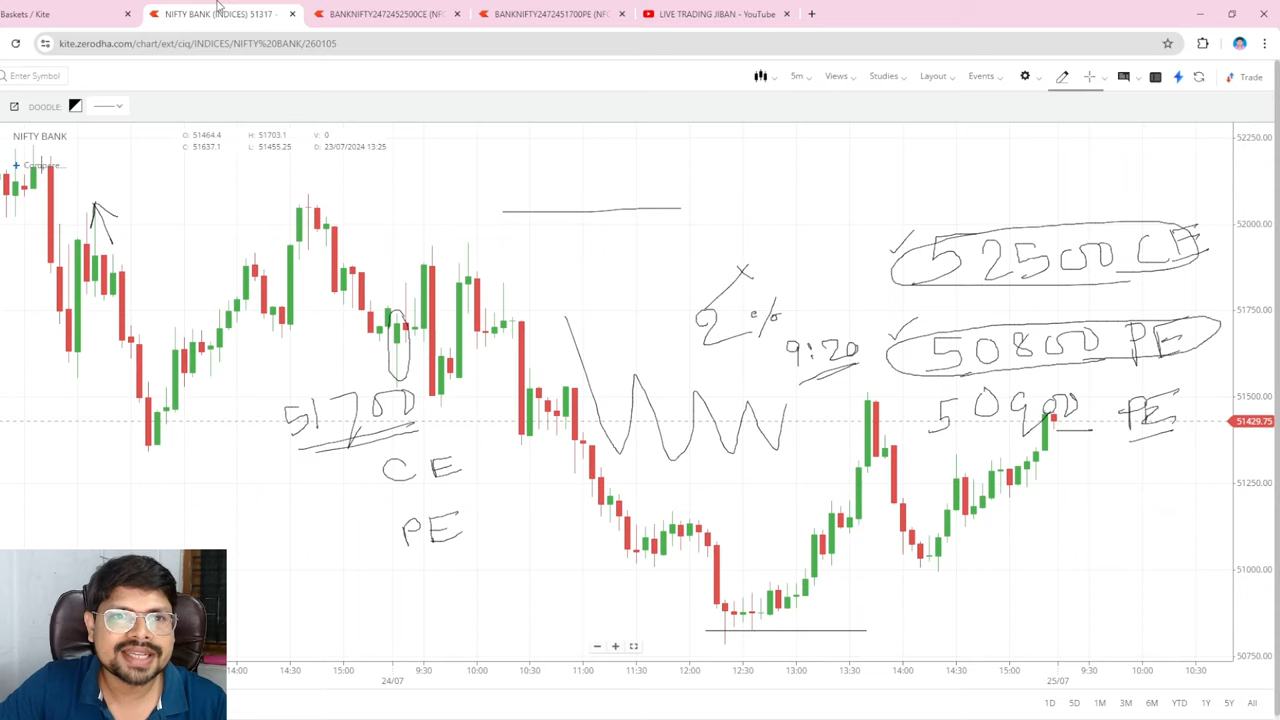 Baskets / Kite
NIFTY BANK (INDICES) 51317 -
BANKNIFTY2472452500CE (NFC
BANKNIFTY2472451700PE (NF
LIVE TRADING JIBAN - YouTube
kite.zerodha.com/chart/ext/ciq/INDICES/NIFTY%20BANK/260105
Enter Symbol
5m
Views
Studies
Layout
Events
Trade
DOODLE:
NIFTY BANK
O: 51464.4 H: 51703.1 V: 0
C: 51637.1 L: 51455.25 D: 23/07/2024 13:25
Compare...
52250.00
52000.00
51750.00
51500.00
51429.75
51250.00
51000.00
50750.00
52500 CE
2% X
9:20
50800 PE
50900 PE
51700
CE
PE
14:00 14:30 15:00 9:30 10:00 10:30 11:00 11:30 12:00 12:30 13:00 13:30 14:00 14:30 15:00 9:30 10:00 10:30
24/07 25/07
1D 5D 1M 3M 6M YTD 1Y 5Y All